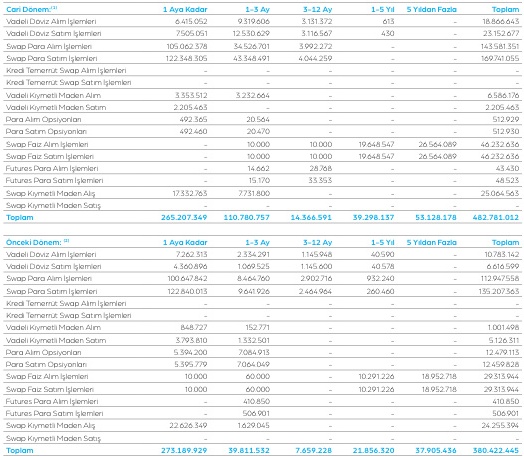 Cari Dönem: (*) 1 Aya Kadar 1–3 Ay 3–12 Ay 1–5 Yıl 5 Yıldan Fazla Toplam
Vadeli Döviz Alım İşlemleri 6.415.052 9.319.606 3.131.372 613 – 18.866.643
Vadeli Döviz Satım İşlemleri 7.505.051 12.530.629 3.116.567 430 – 23.152.677
Swap Para Alım İşlemleri 105.062.378 34.526.701 3.992.272 – – 143.581.351
Swap Para Satım İşlemleri 122.348.305 43.348.491 4.044.259 – – 169.741.055
Kredi Temerrüt Swap Alım İşlemleri – – – – – –
Kredi Temerrüt Swap Satım İşlemleri – – – – – –
Vadeli Kıymetli Maden Alım 3.353.512 3.232.664 – – – 6.586.176
Vadeli Kıymetli Maden Satım 2.205.463 – – – – 2.205.463
Para Alım Opsiyonları 492.365 20.564 – – – 512.929
Para Satım Opsiyonları 492.460 20.470 – – – 512.930
Swap Faiz Alım İşlemleri – 10.000 10.000 19.648.547 26.564.089 46.232.636
Swap Faiz Satım İşlemleri – 10.000 10.000 19.648.547 26.564.089 46.232.636
Futures Para Alım İşlemleri – 14.662 28.768 – – 43.430
Futures Para Satım İşlemleri – 15.170 33.353 – – 48.523
Swap Kıymetli Maden Alış 17.332.763 7.731.800 – – – 25.064.563
Swap Kıymetli Maden Satış – – – – – –
Toplam 265.207.349 110.780.757 14.366.591 39.298.137 53.128.178 482.781.012
Önceki Dönem: 1 Aya Kadar 1–3 Ay 3–12 Ay 1–5 Yıl 5 Yıldan Fazla Toplam
Vadeli Döviz Alım İşlemleri 7.262.313 2.334.291 1.145.948 40.590 – 10.783.142
Vadeli Döviz Satım İşlemleri 4.360.896 1.069.525 1.145.600 40.578 – 6.616.599
Swap Para Alım İşlemleri 100.647.842 8.464.760 2.902.716 932.240 – 112.947.558
Swap Para Satım İşlemleri 122.840.013 9.641.926 2.464.964 260.460 – 135.207.363
Kredi Temerrüt Swap Alım İşlemleri – – – – – –
Kredi Temerrüt Swap Satım İşlemleri – – – – – –
Vadeli Kıymetli Maden Alım 848.727 152.771 – – – 1.001.498
Vadeli Kıymetli Maden Satım 3.793.810 1.332.501 – – – 5.126.311
Para Alım Opsiyonları 5.394.200 7.084.913 – – – 12.479.113
Para Satım Opsiyonları 5.395.779 7.064.049 – – – 12.459.828
Swap Faiz Alım İşlemleri 10.000 60.000 – 10.291.226 18.952.718 29.313.944
Swap Faiz Satım İşlemleri 10.000 60.000 – 10.291.226 18.952.718 29.313.944
Futures Para Alım İşlemleri – 410.850 – – – 410.850
Futures Para Satım İşlemleri – 506.901 – – – 506.901
Swap Kıymetli Maden Alış 22.626.349 1.629.045 – – – 24.255.394
Swap Kıymetli Maden Satış – – – – – –
Toplam 273.189.929 39.811.532 7.659.228 21.856.320 37.905.436 380.422.445